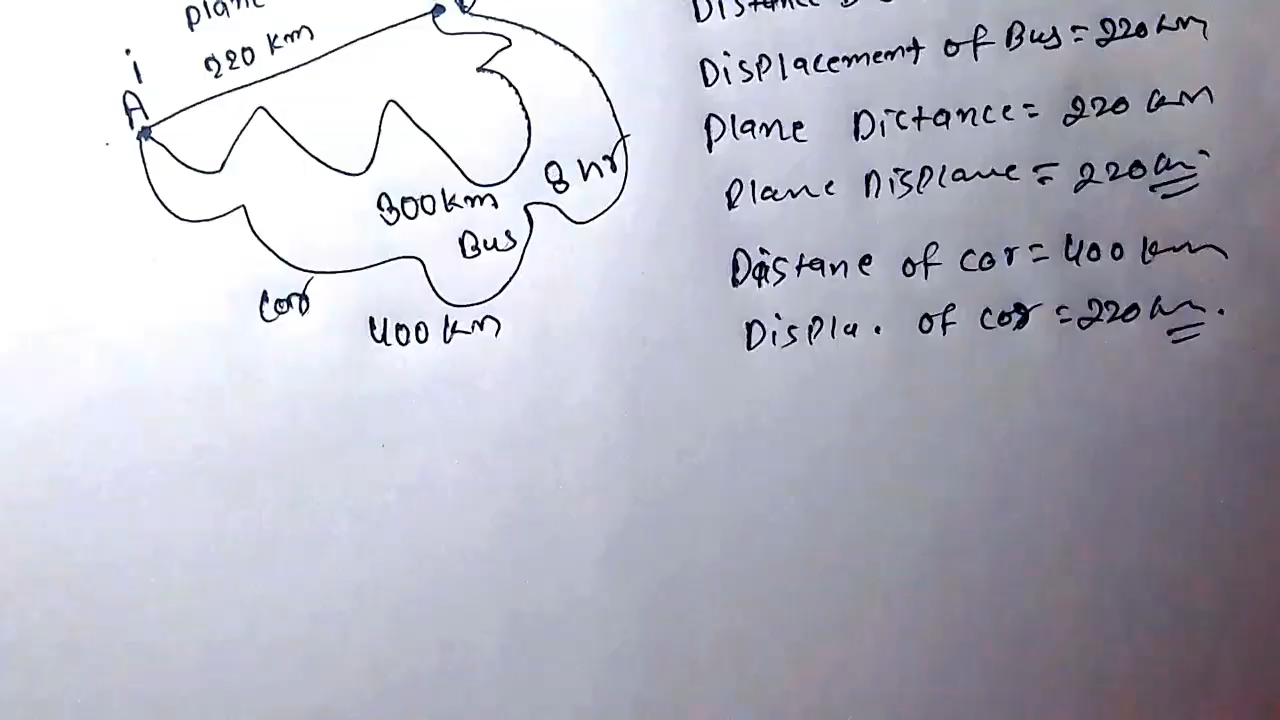 plane
220 km
i
A
300km
Bus
8 hr
Car
400 km
Distance
Displacement of Bus = 220 km
Plane Dictance = 220 km
Plane Displane = 220 km
Distane of car = 400 km
Displa. of car = 220 km.